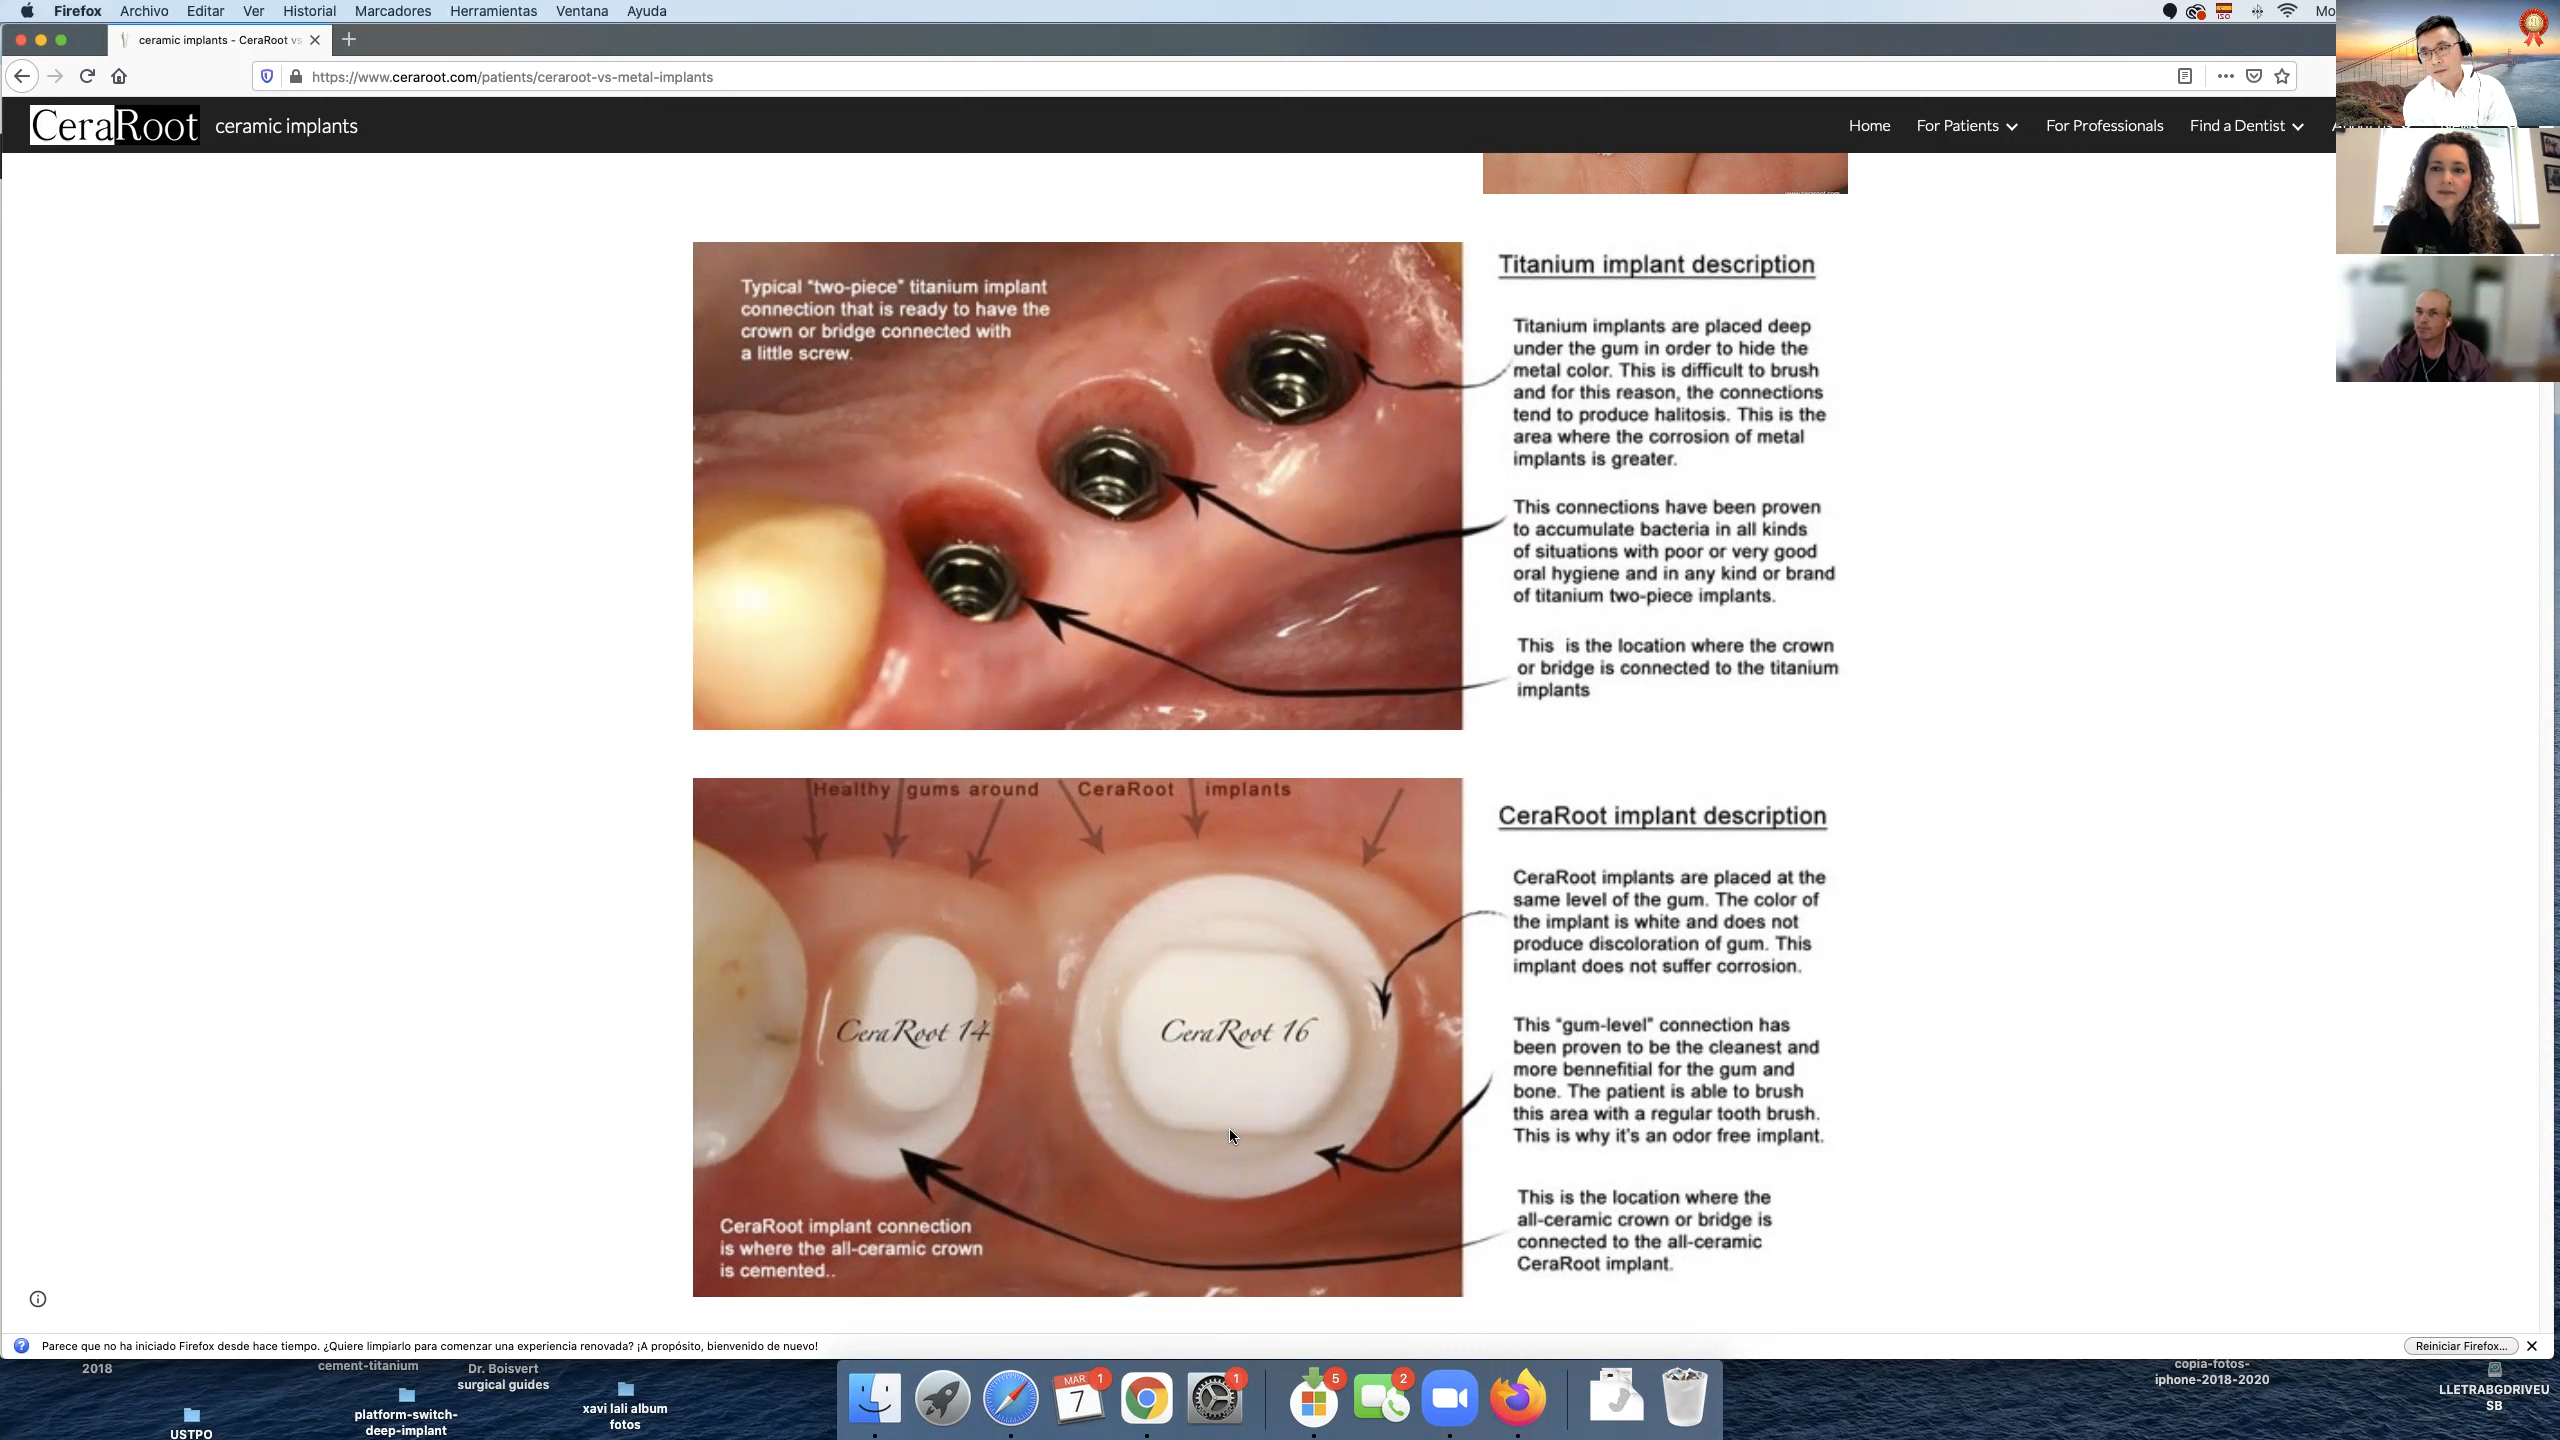 Firefox Archivo Editar Ver Historial Marcadores Herramientas Ventana Ayuda
ISO
Mo
ceramic implants - CeraRoot vs
https://www.ceraroot.com/patients/ceraroot-vs-metal-implants
CeraRoot ceramic implants
Home For Patients For Professionals Find a Dentist
Typical "two-piece" titanium implant
connection that is ready to have the
crown or bridge connected with
a little screw.
Titanium implant description
Titanium implants are placed deep
under the gum in order to hide the
metal color. This is difficult to brush
and for this reason, the connections
tend to produce halitosis. This is the
area where the corrosion of metal
implants is greater.
This connections have been proven
to accumulate bacteria in all kinds
of situations with poor or very good
oral hygiene and in any kind or brand
of titanium two-piece implants.
This is the location where the crown
or bridge is connected to the titanium
implants
Healthy gums around CeraRoot implants
CeraRoot 14
CeraRoot 16
CeraRoot implant connection
is where the all-ceramic crown
is cemented..
CeraRoot implant description
CeraRoot implants are placed at the
same level of the gum. The color of
the implant is white and does not
produce discoloration of gum. This
implant does not suffer corrosion.
This "gum-level" connection has
been proven to be the cleanest and
more bennefitial for the gum and
bone. The patient is able to brush
this area with a regular tooth brush.
This is why it's an odor free implant.
This is the location where the
all-ceramic crown or bridge is
connected to the all-ceramic
CeraRoot implant.
Parece que no ha iniciado Firefox desde hace tiempo. ¿Quiere limpiarlo para comenzar una experiencia renovada? ¡A propósito, bienvenido de nuevo!
Reiniciar Firefox...
2018
cement-titanium
Dr. Boisvert
surgical guides
platform-switch-
deep-implant
xavi lali album
fotos
USTPO
MAR
7
1
1
5
2
copia-fotos-
iphone-2018-2020
LLETRABGDRIVEU
SB